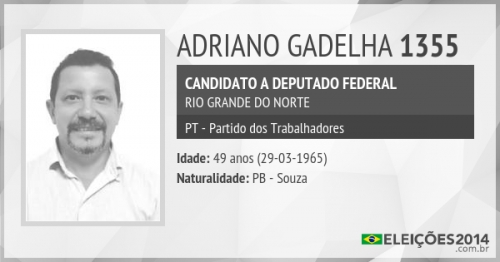 ADRIANO GADELHA 1355
CANDIDATO A DEPUTADO FEDERAL
RIO GRANDE DO NORTE
PT - Partido dos Trabalhadores
Idade: 49 anos (29-03-1965)
Naturalidade: PB - Souza
ELEIÇÕES2014
.com.br